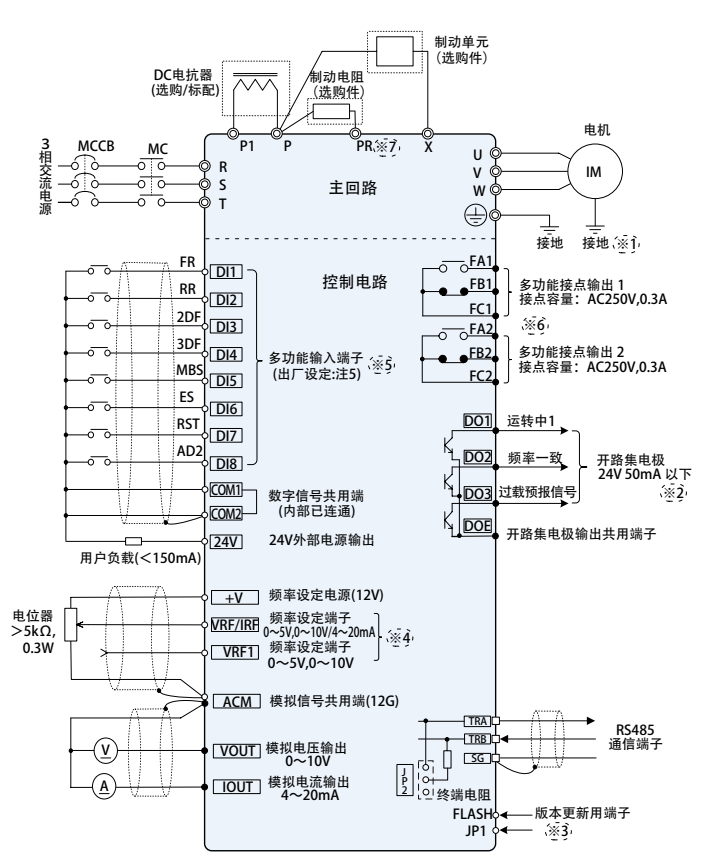 制动单元
(选购件)
DC电抗器
(选购/标配)
制动电阻
(选购件)
P1
P
PR※7
X
3相交流电源
MCCB
MC
R
S
T
主回路
U
V
W
电机
IM
接地
接地 ※1
控制电路
FR
DI1
RR
DI2
2DF
DI3
3DF
DI4
MBS
DI5
ES
DI6
RST
DI7
AD2
DI8
多功能输入端子
(出厂设定:注5)
※5
COM1
COM2
数字信号共用端
(内部已连通)
24V
24V外部电源输出
用户负载(<150mA)
FA1
FB1
FC1
多功能接点输出 1
接点容量：AC250V,0.3A
※6
FA2
FB2
FC2
多功能接点输出 2
接点容量：AC250V,0.3A
DO1
运转中1
DO2
频率一致
DO3
过载预报信号
DOE
开路集电极
24V 50mA 以下
※2
开路集电极输出共用端子
电位器
>5kΩ,
0.3W
+V
频率设定电源(12V)
VRF/IRF
频率设定端子
0～5V,0～10V/4～20mA
※4
VRF1
频率设定端子
0～5V,0～10V
ACM
模拟信号共用端(12G)
V
VOUT
模拟电压输出
0～10V
A
IOUT
模拟电流输出
4～20mA
TRA
TRB
SG
RS485
通信端子
JP2
终端电阻
FLASH
JP1
版本更新用端子
※3